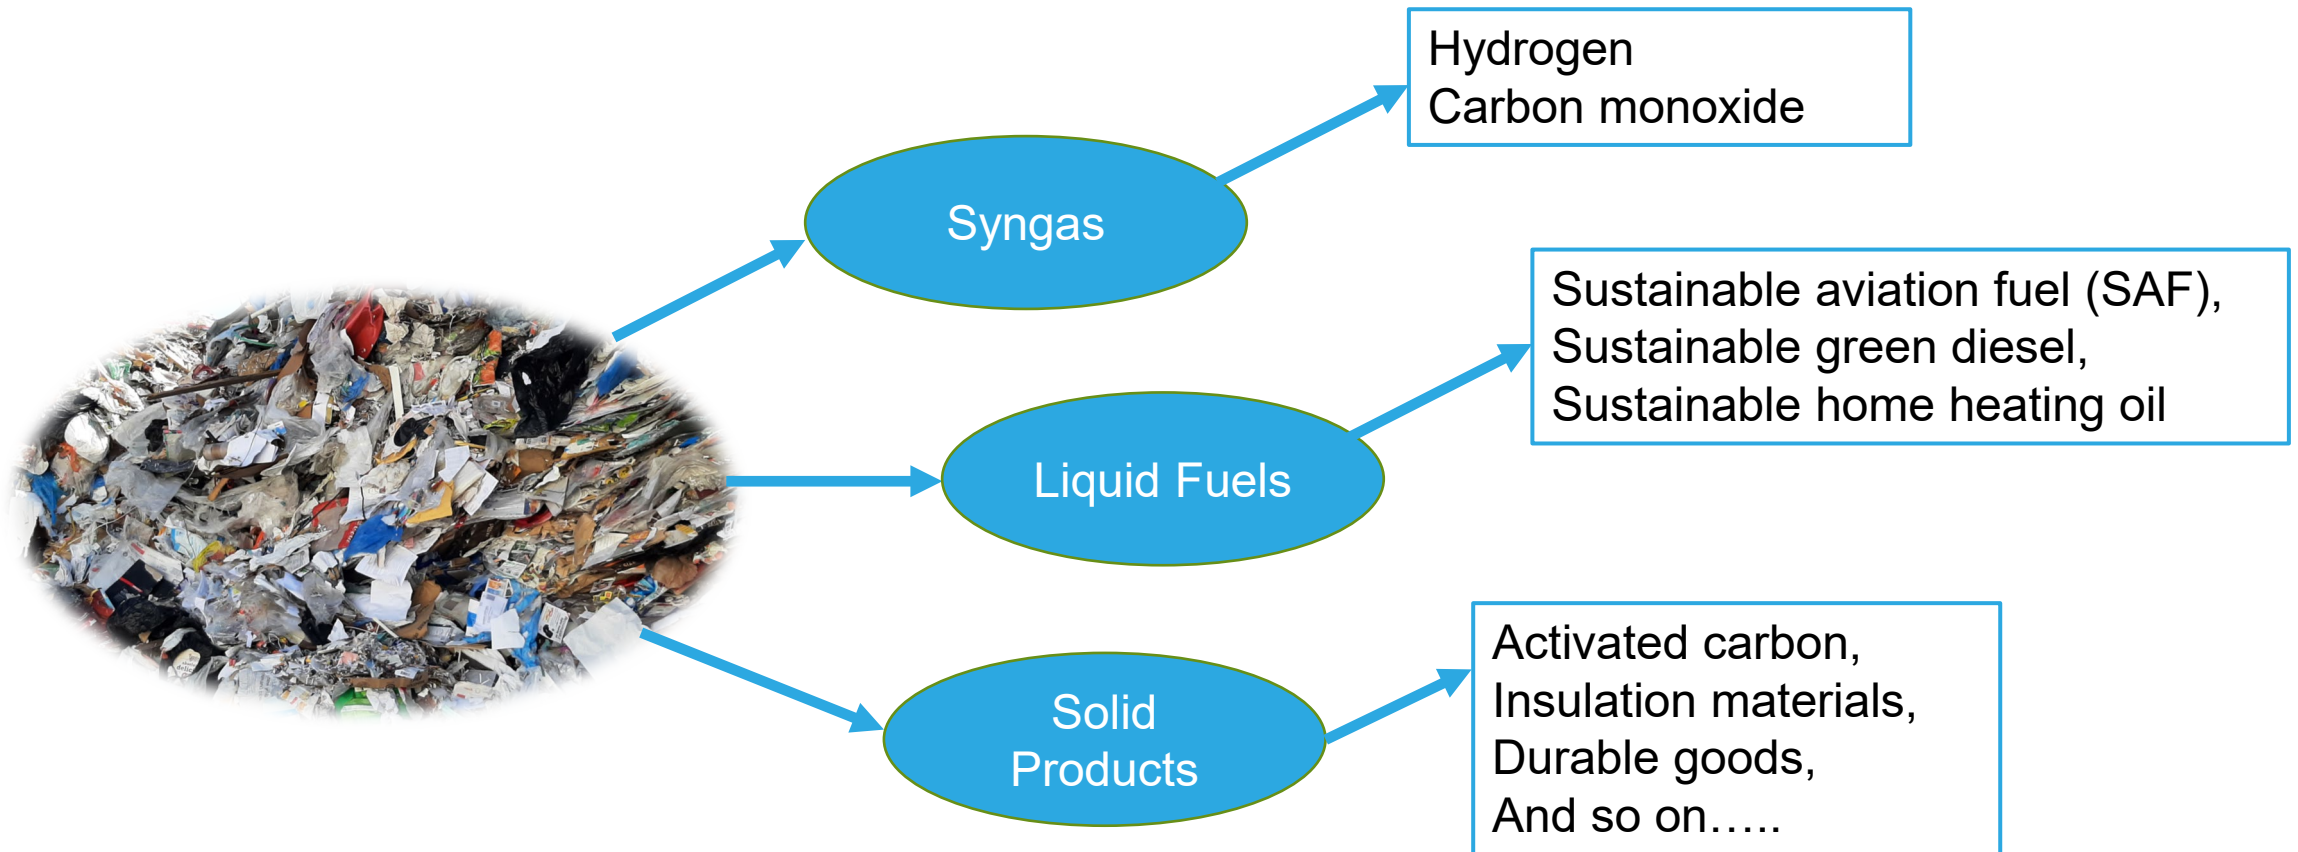 Hydrogen
Carbon monoxide
Syngas
Sustainable aviation fuel (SAF),
Sustainable green diesel,
Sustainable home heating oil
Liquid Fuels
Solid
Products
Activated carbon,
Insulation materials,
Durable goods,
And so on…..